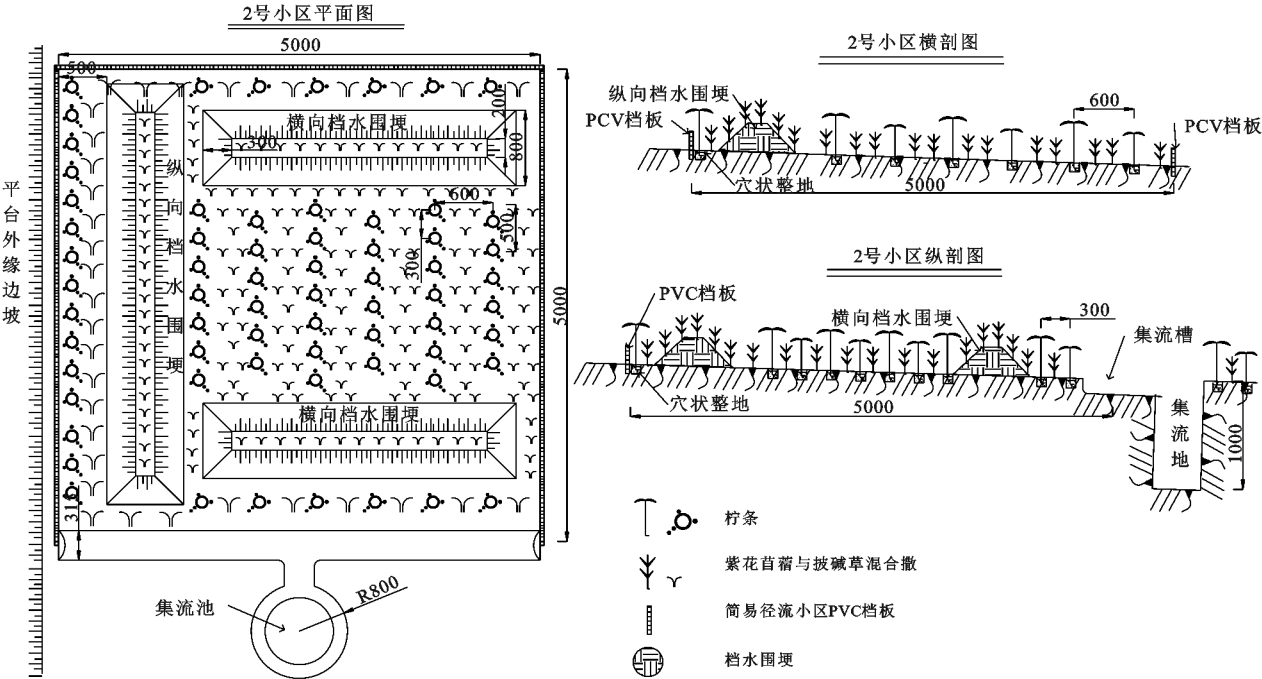 2号小区平面图
5000
500
横向档水围埂
200
300
800
纵向档水围埂
600
500
300
5000
平台外缘边坡
横向档水围埂
315
R800
集流池
2号小区横剖图
纵向档水围埂
600
PCV档板
PCV档板
穴状整地
5000
2号小区纵剖图
PVC档板
横向档水围埂
300
集流槽
穴状整地
5000
集流地
1000
柠条
紫花苜蓿与披碱草混合撒
简易径流小区PVC档板
档水围埂